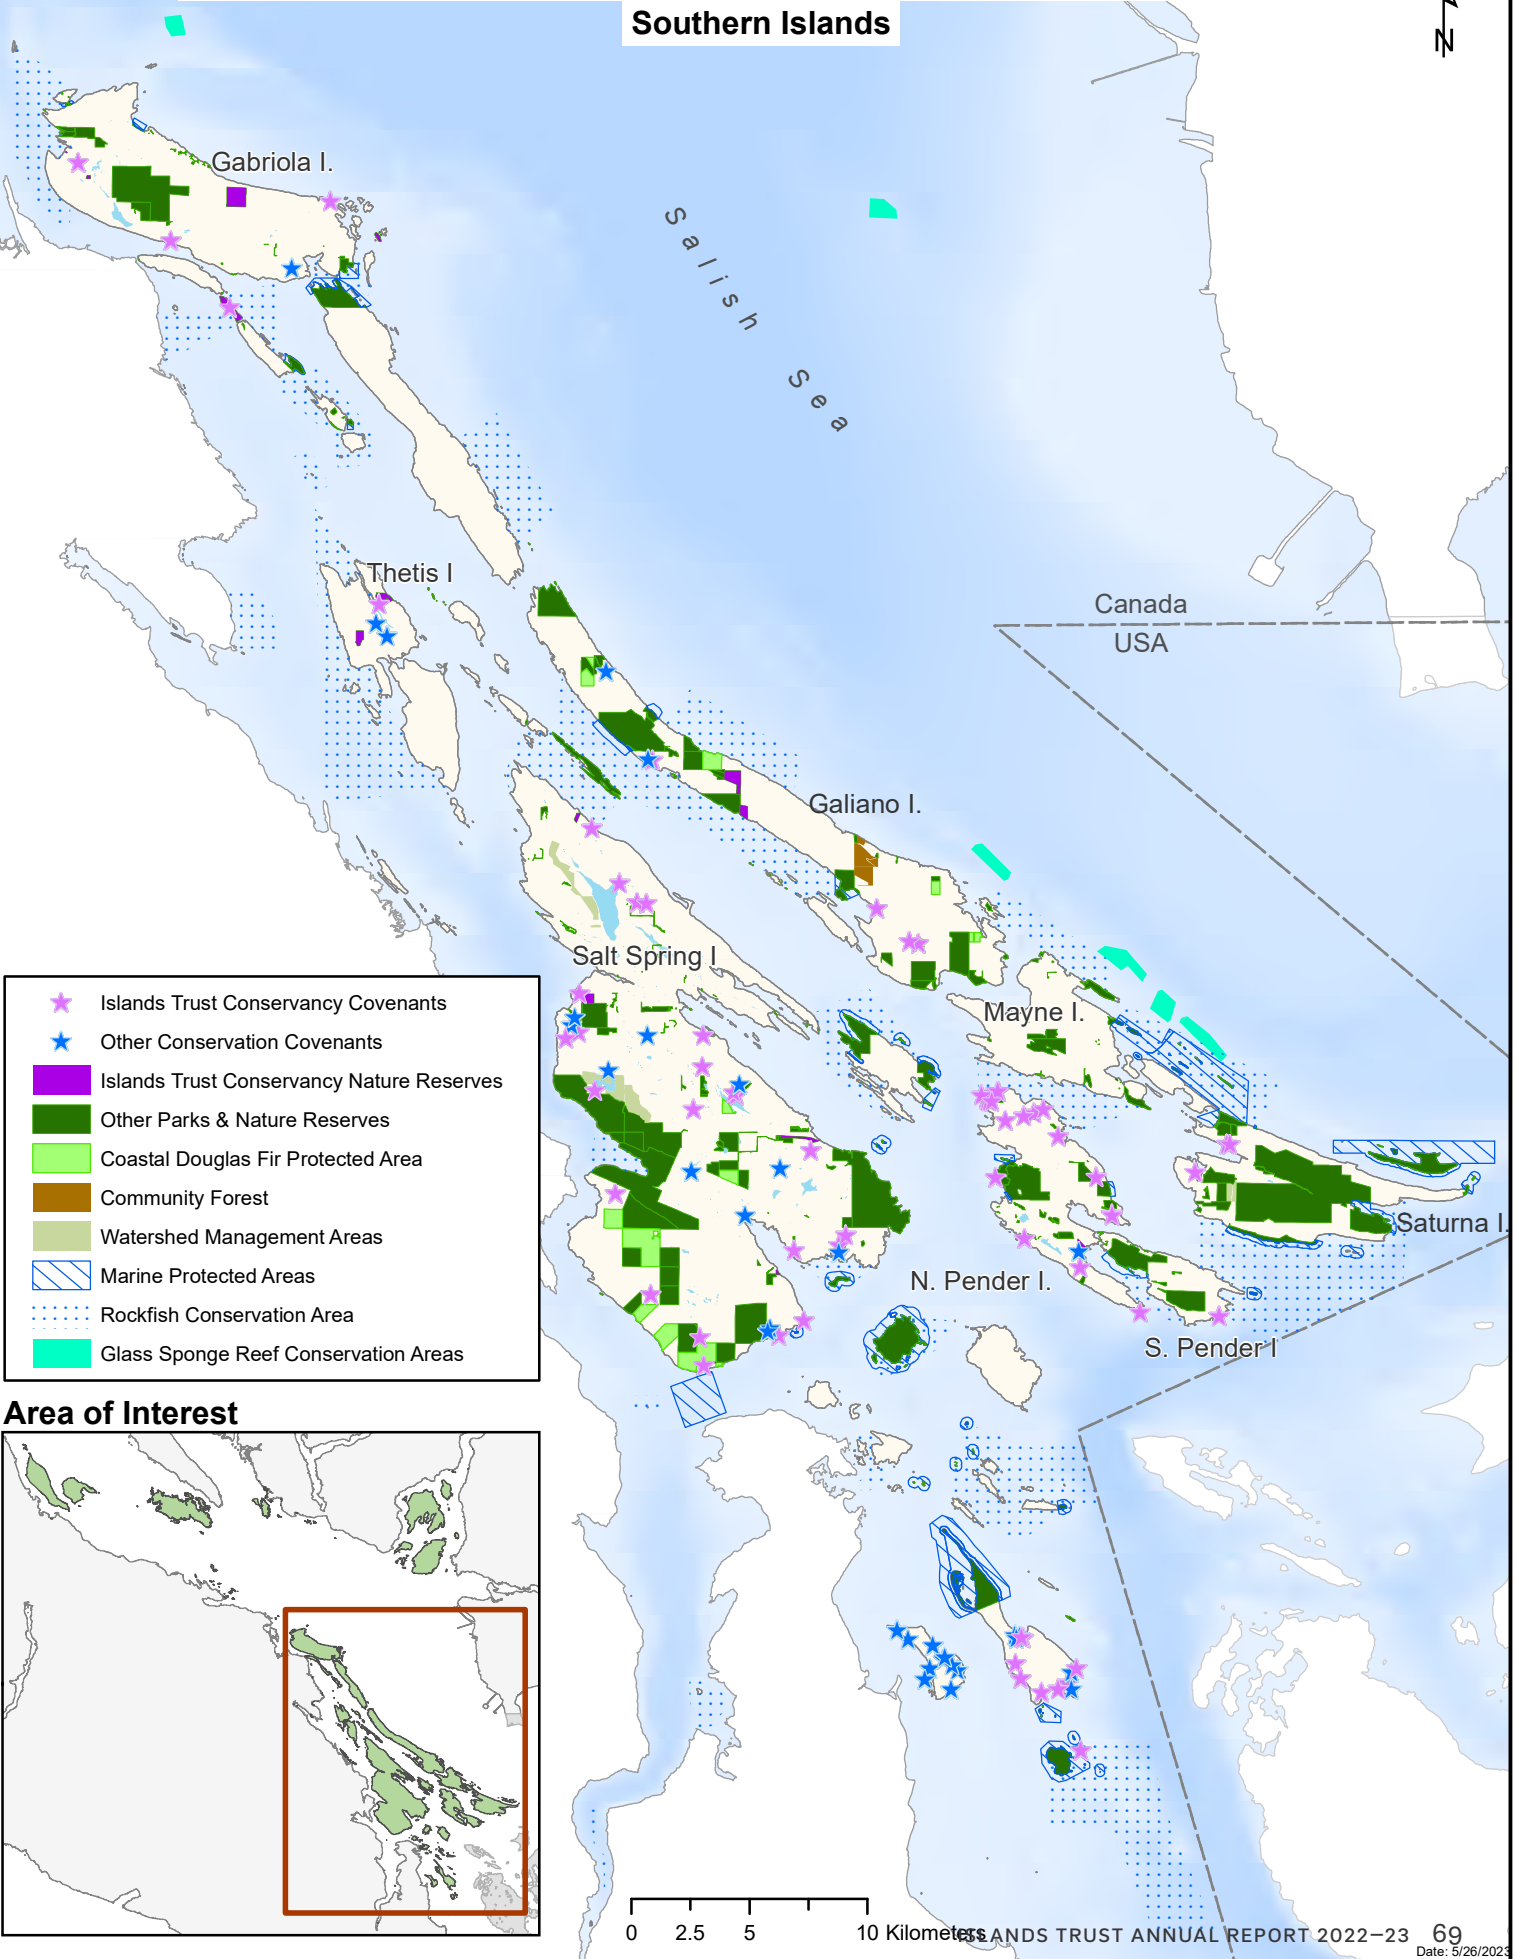 Southern Islands
N
Gabriola I.
Salish Sea
Thetis I
Canada
USA
Galiano I.
Salt Spring I
Mayne I.
Saturna I.
N. Pender I.
S. Pender I
Islands Trust Conservancy Covenants
Other Conservation Covenants
Islands Trust Conservancy Nature Reserves
Other Parks & Nature Reserves
Coastal Douglas Fir Protected Area
Community Forest
Watershed Management Areas
Marine Protected Areas
Rockfish Conservation Area
Glass Sponge Reef Conservation Areas
Area of Interest
0 2.5 5 10 Kilometers
ISLANDS TRUST ANNUAL REPORT 2022–23 69
Date: 5/26/2023